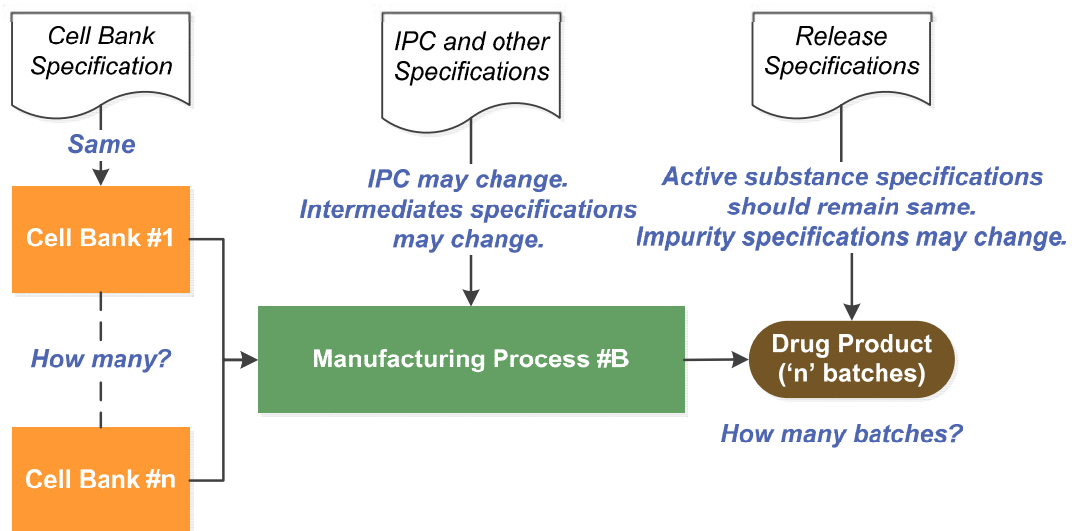 Cell Bank
Specification
IPC and other
Specifications
Release
Specifications
Same
IPC may change.
Intermediates specifications
may change.
Active substance specifications
should remain same.
Impurity specifications may change.
Cell Bank #1
How many?
Cell Bank #n
Manufacturing Process #B
Drug Product
(‘n’ batches)
How many batches?